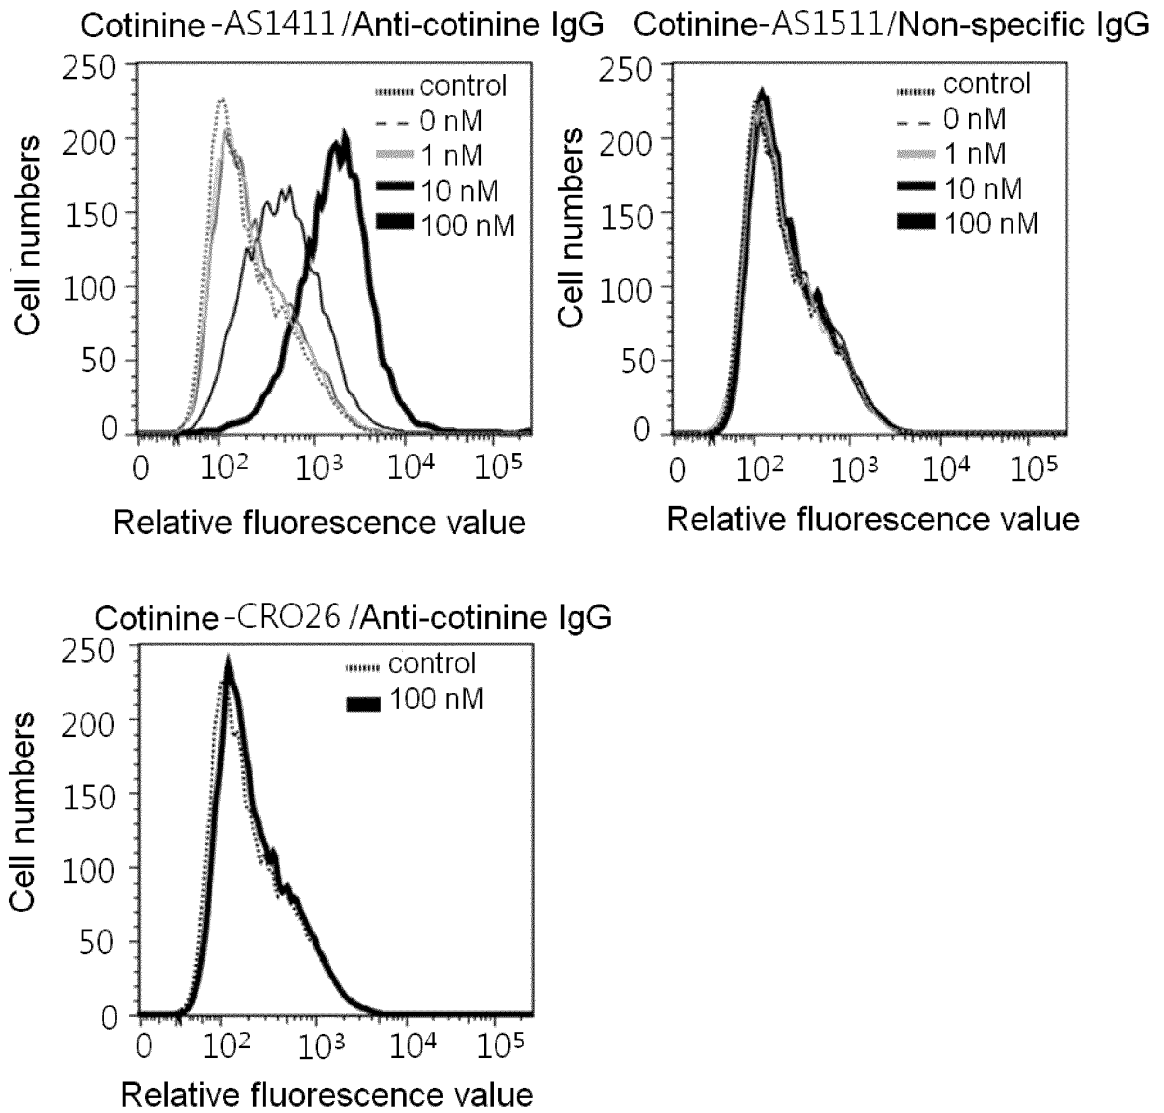 Cotinine-AS1411/Anti-cotinine IgG
250
200
150
100
50
0
Cell numbers
control
0 nM
1 nM
10 nM
100 nM
0 10² 10³ 10⁴ 10⁵
Relative fluorescence value
Cotinine-AS1511/Non-specific IgG
250
200
150
100
50
0
Cell numbers
control
0 nM
1 nM
10 nM
100 nM
0 10² 10³ 10⁴ 10⁵
Relative fluorescence value
Cotinine-CRO26/Anti-cotinine IgG
250
200
150
100
50
0
Cell numbers
control
100 nM
0 10² 10³ 10⁴ 10⁵
Relative fluorescence value